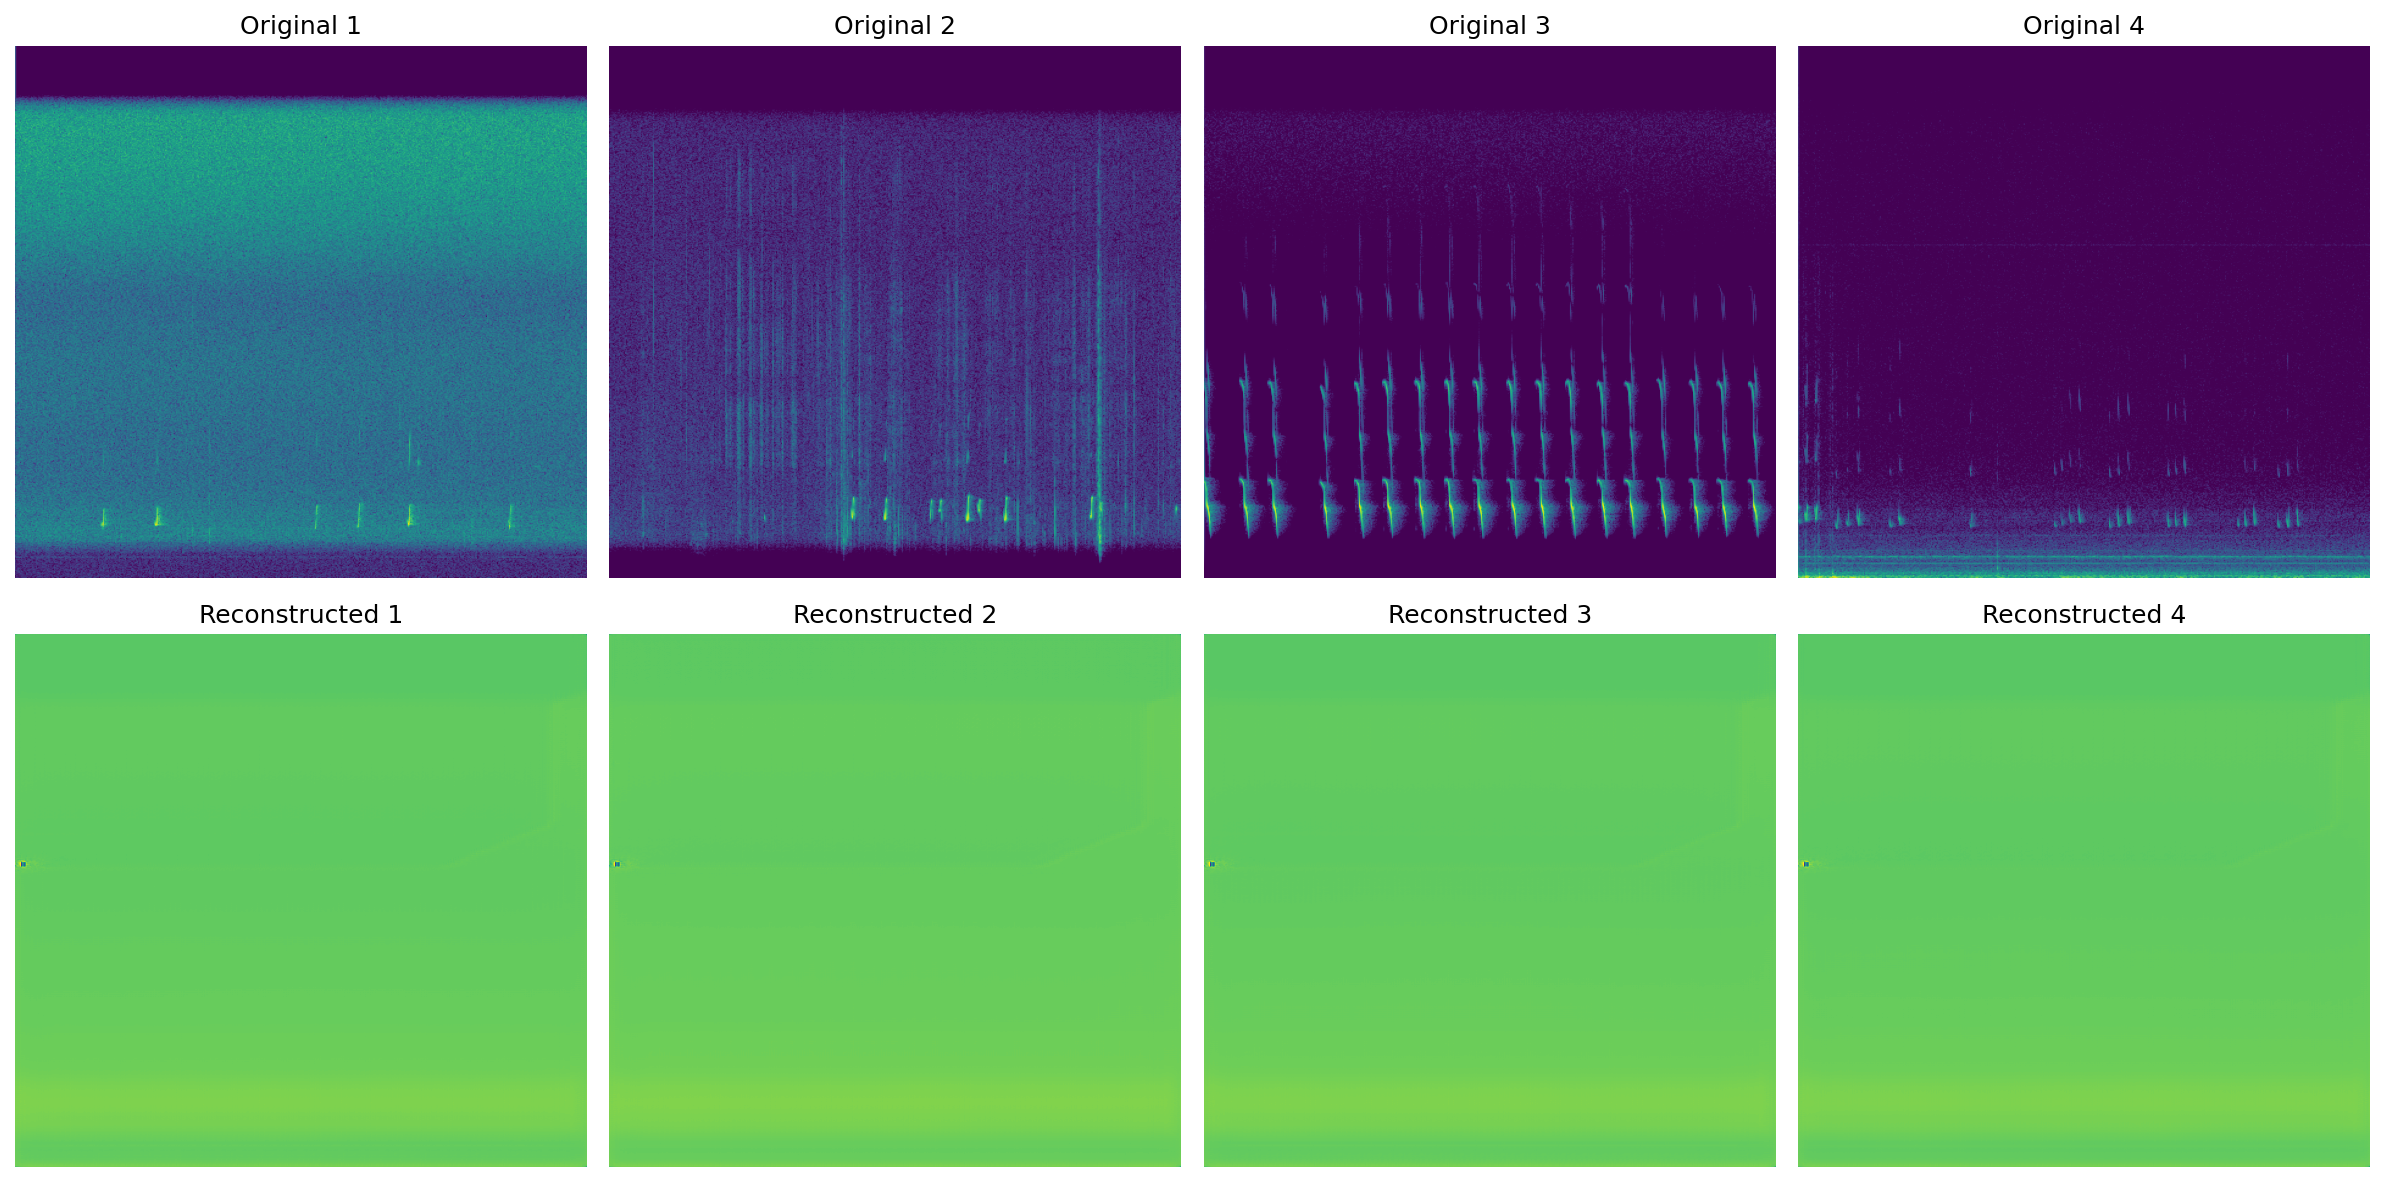 Original 1
Original 2
Original 3
Original 4
Reconstructed 1
Reconstructed 2
Reconstructed 3
Reconstructed 4